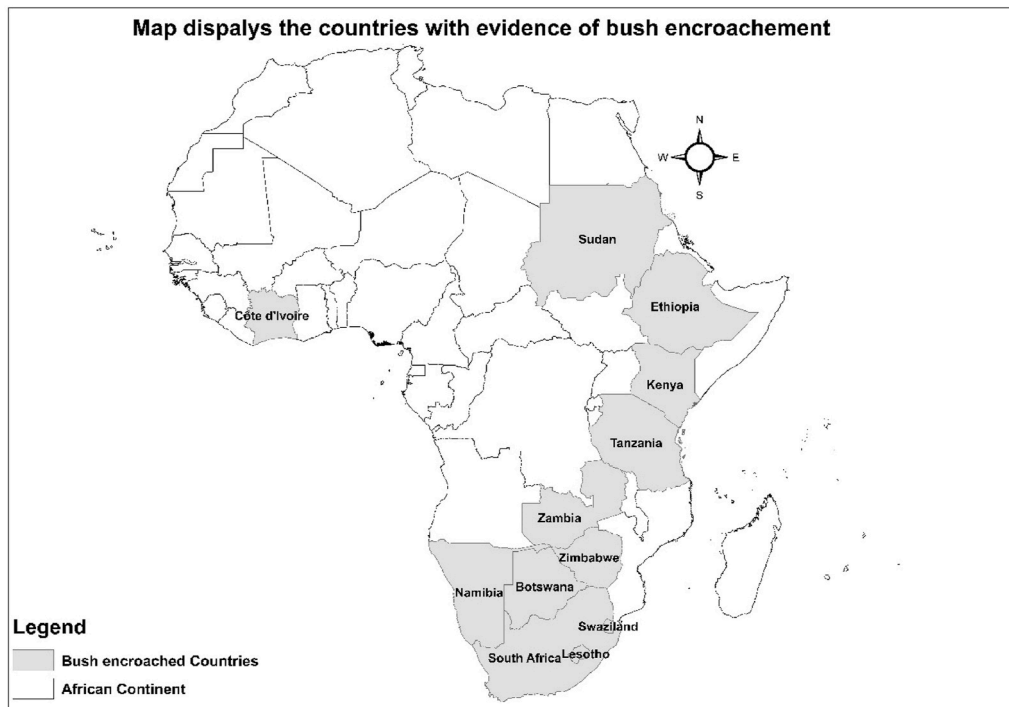 Map dispalys the countries with evidence of bush encroachement
N
W E
S
Sudan
Ethiopia
Côte d'Ivoire
Kenya
Tanzania
Zambia
Zimbabwe
Botswana
Namibia
Swaziland
South Africa
Lesotho
Legend
Bush encroached Countries
African Continent